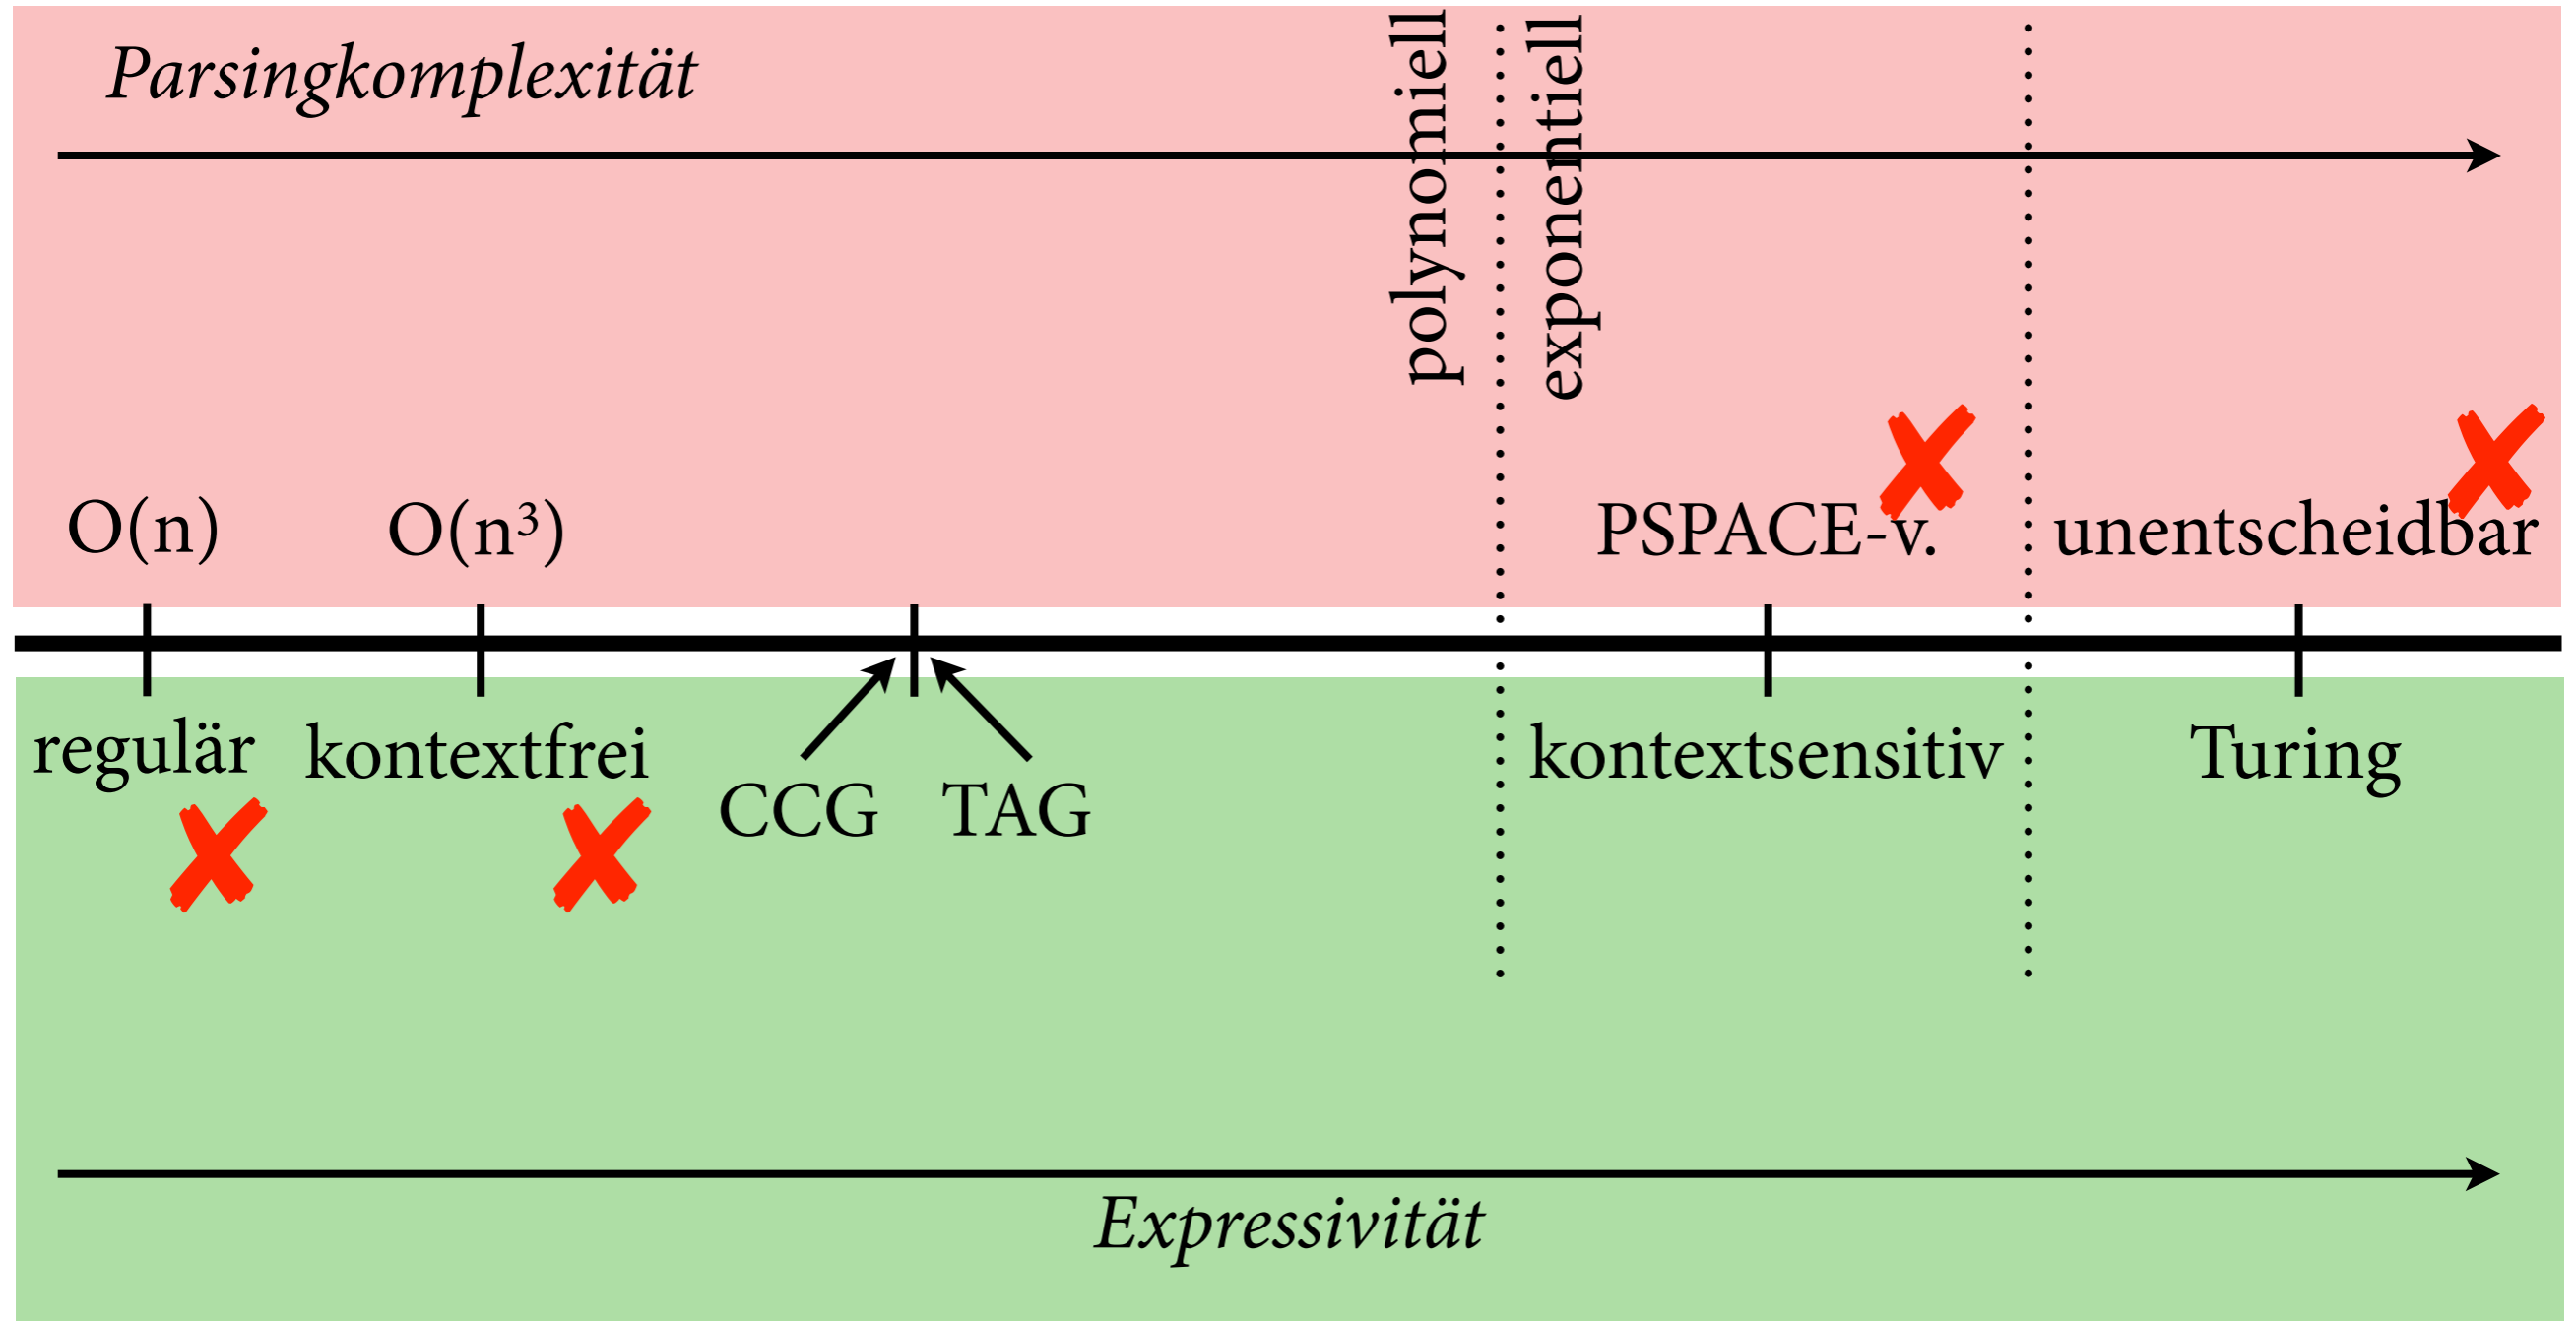 Parsingkomplexität
polynomiell
exponentiell
O(n)
O(n³)
PSPACE-v.
unentscheidbar
regulär
kontextfrei
CCG
TAG
kontextsensitiv
Turing
Expressivität